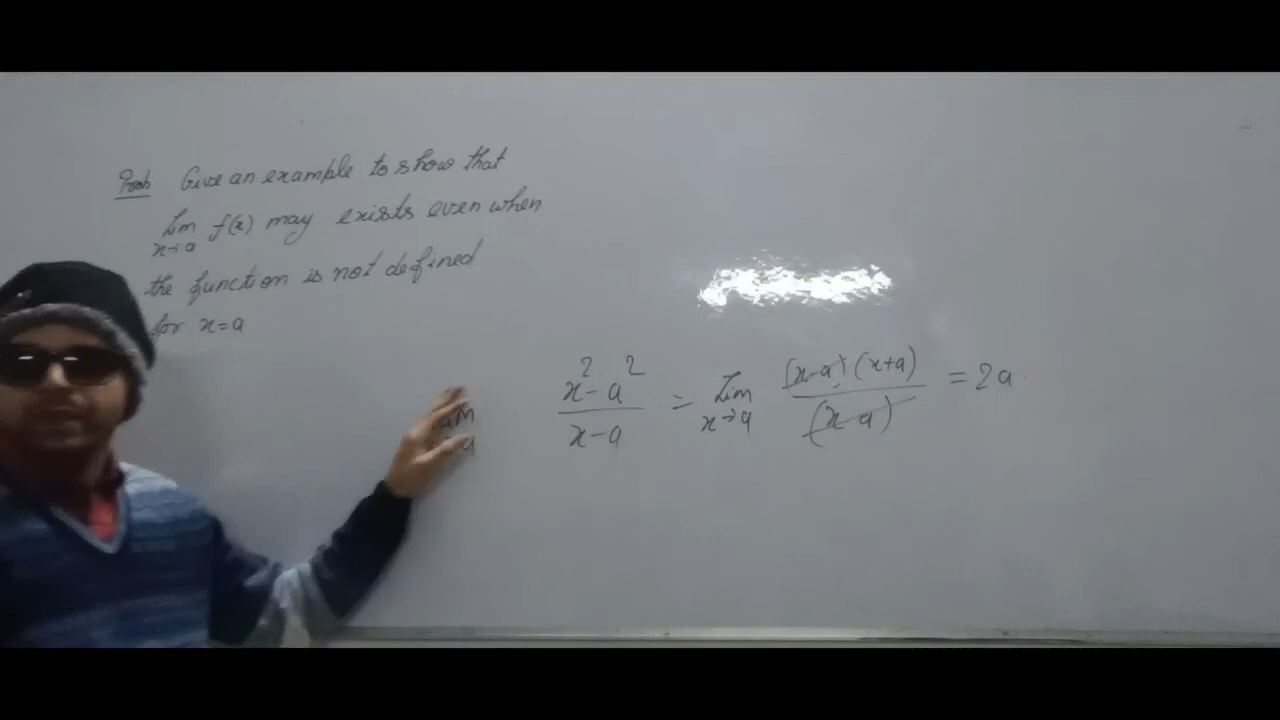 Prob Give an example to show that
Lim f(x) may exists even when
x→a
the function is not defined
for x=a
x²-a² / x-a = Lim x→a (x-a)(x+a) / (x-a) = 2a